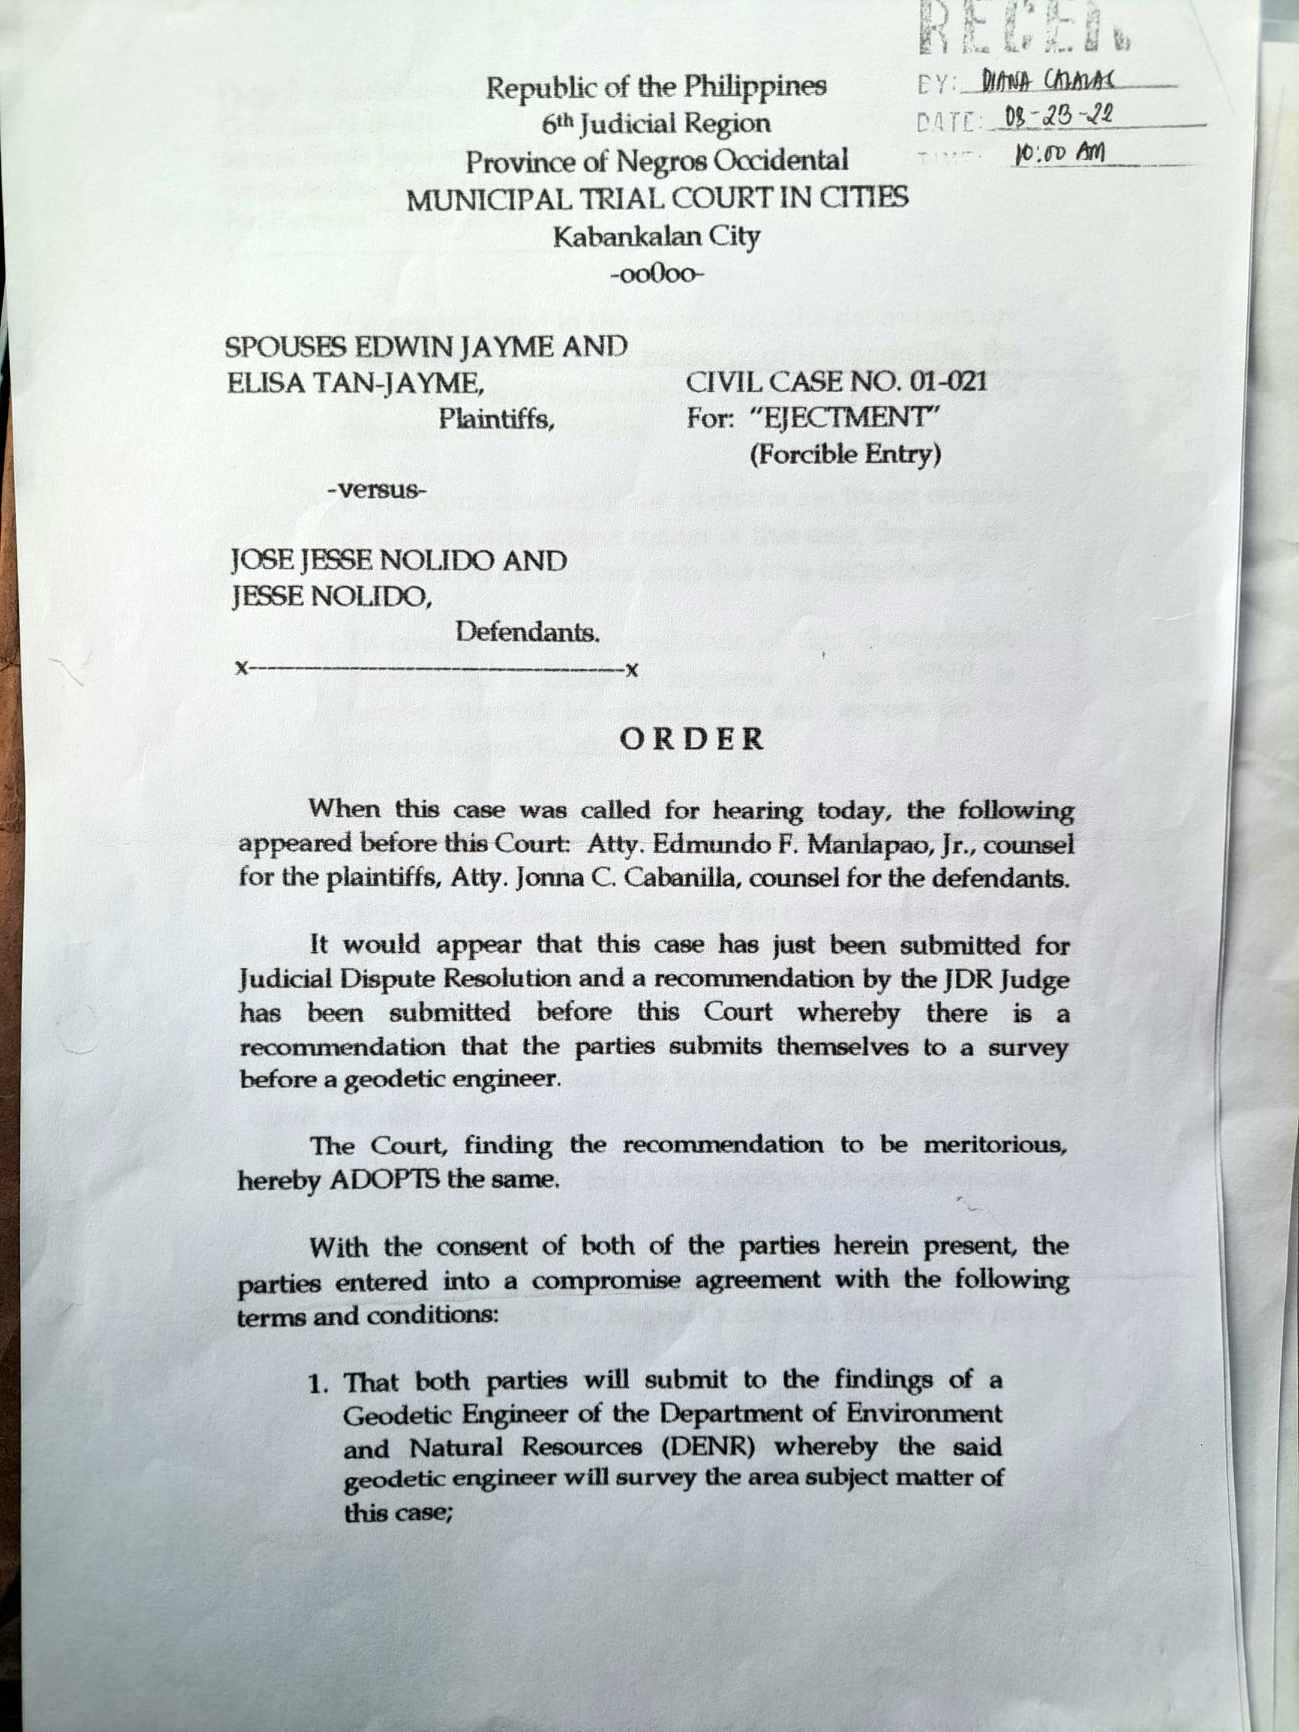 BY: DIANA
DATE: 08-23-22
TIME: 10:00 AM
Republic of the Philippines
6th Judicial Region
Province of Negros Occidental
MUNICIPAL TRIAL COURT IN CITIES
Kabankalan City
-oo0oo-
SPOUSES EDWIN JAYME AND
ELISA TAN-JAYME,
Plaintiffs,
CIVIL CASE NO. 01-021
For: "EJECTMENT"
(Forcible Entry)
-versus-
JOSE JESSE NOLIDO AND
JESSE NOLIDO,
Defendants.
x-----------------------------------------x
O R D E R
When this case was called for hearing today, the following
appeared before this Court: Atty. Edmundo F. Manlapao, Jr., counsel
for the plaintiffs, Atty. Jonna C. Cabanilla, counsel for the defendants.
It would appear that this case has just been submitted for
Judicial Dispute Resolution and a recommendation by the JDR Judge
has been submitted before this Court whereby there is a
recommendation that the parties submits themselves to a survey
before a geodetic engineer.
The Court, finding the recommendation to be meritorious,
hereby ADOPTS the same.
With the consent of both of the parties herein present, the
parties entered into a compromise agreement with the following
terms and conditions:
1. That both parties will submit to the findings of a
Geodetic Engineer of the Department of Environment
and Natural Resources (DENR) whereby the said
geodetic engineer will survey the area subject matter of
this case;